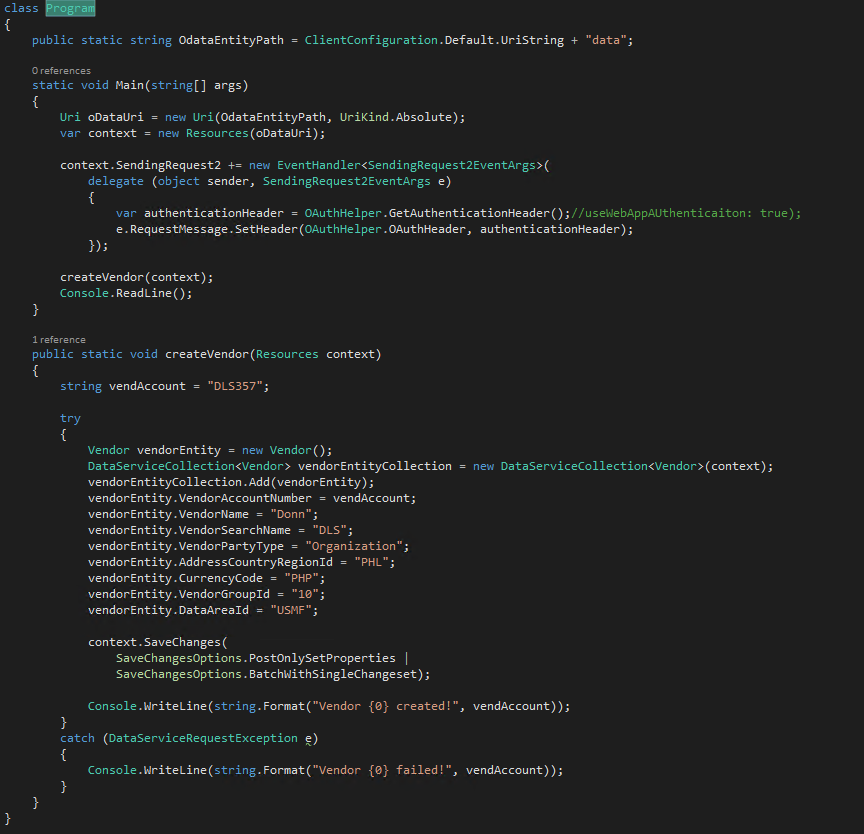 class Program
{
public static string OdataEntityPath = ClientConfiguration.Default.UriString + "data";
0 references
static void Main(string[] args)
{
Uri oDataUri = new Uri(OdataEntityPath, UriKind.Absolute);
var context = new Resources(oDataUri);
context.SendingRequest2 += new EventHandler<SendingRequest2EventArgs>(
delegate (object sender, SendingRequest2EventArgs e)
{
var authenticationHeader = OAuthHelper.GetAuthenticationHeader();//useWebAppAUthenticaiton: true);
e.RequestMessage.SetHeader(OAuthHelper.OAuthHeader, authenticationHeader);
});
createVendor(context);
Console.ReadLine();
}
1 reference
public static void createVendor(Resources context)
{
string vendAccount = "DLS357";
try
{
Vendor vendorEntity = new Vendor();
DataServiceCollection<Vendor> vendorEntityCollection = new DataServiceCollection<Vendor>(context);
vendorEntityCollection.Add(vendorEntity);
vendorEntity.VendorAccountNumber = vendAccount;
vendorEntity.VendorName = "Donn";
vendorEntity.VendorSearchName = "DLS";
vendorEntity.VendorPartyType = "Organization";
vendorEntity.AddressCountryRegionId = "PHL";
vendorEntity.CurrencyCode = "PHP";
vendorEntity.VendorGroupId = "10";
vendorEntity.DataAreaId = "USMF";
context.SaveChanges(
SaveChangesOptions.PostOnlySetProperties |
SaveChangesOptions.BatchWithSingleChangeset);
Console.WriteLine(string.Format("Vendor {0} created!", vendAccount));
}
catch (DataServiceRequestException e)
{
Console.WriteLine(string.Format("Vendor {0} failed!", vendAccount));
}
}
}